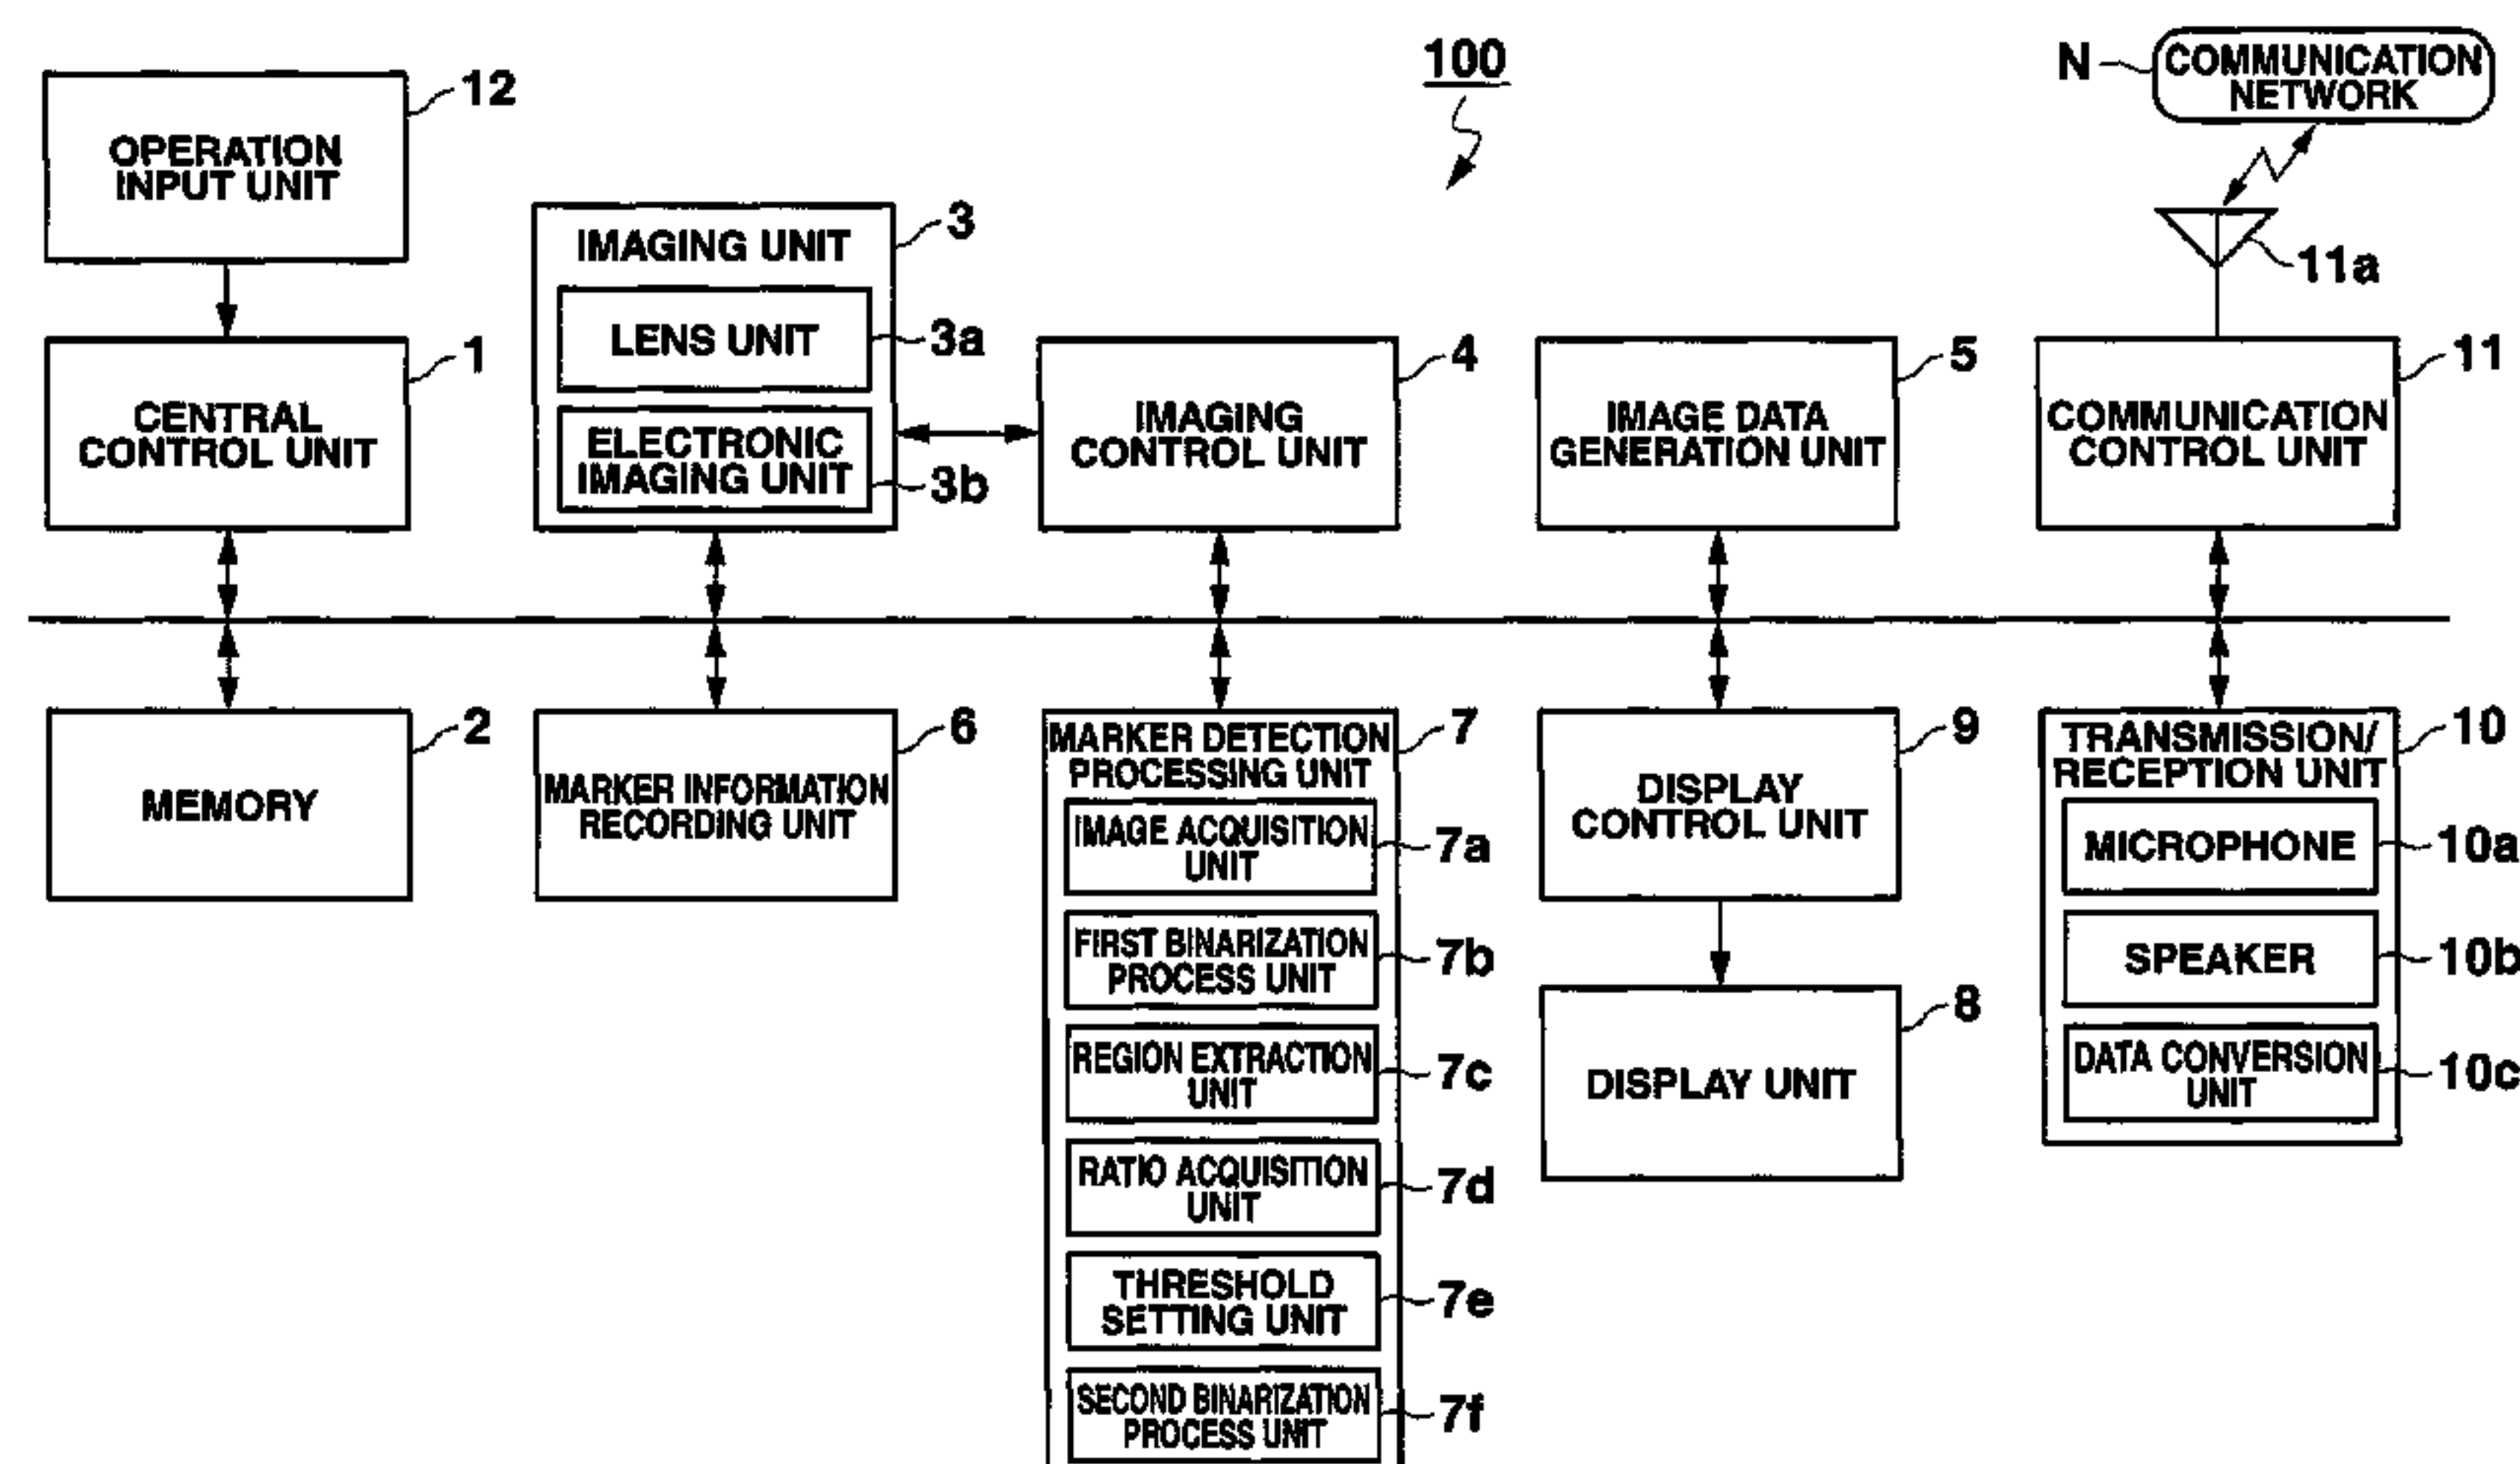 100
N
COMMUNICATION
NETWORK
12
OPERATION
INPUT UNIT
3
IMAGING UNIT
11a
LENS UNIT
3a
1
CENTRAL
CONTROL UNIT
ELECTRONIC
IMAGING UNIT
3b
4
IMAGING
CONTROL UNIT
5
IMAGE DATA
GENERATION UNIT
11
COMMUNICATION
CONTROL UNIT
2
MEMORY
6
MARKER INFORMATION
RECORDING UNIT
7
MARKER DETECTION
PROCESSING UNIT
IMAGE ACQUISITION
UNIT
7a
FIRST BINARIZATION
PROCESS UNIT
7b
REGION EXTRACTION
UNIT
7c
RATIO ACQUISITION
UNIT
7d
THRESHOLD
SETTING UNIT
7e
SECOND BINARIZATION
PROCESS UNIT
7f
9
DISPLAY
CONTROL UNIT
8
DISPLAY UNIT
10
TRANSMISSION/
RECEPTION UNIT
MICROPHONE
10a
SPEAKER
10b
DATA CONVERSION
UNIT
10c